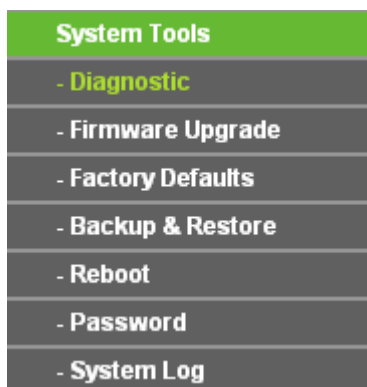 System Tools
- Diagnostic
- Firmware Upgrade
- Factory Defaults
- Backup & Restore
- Reboot
- Password
- System Log